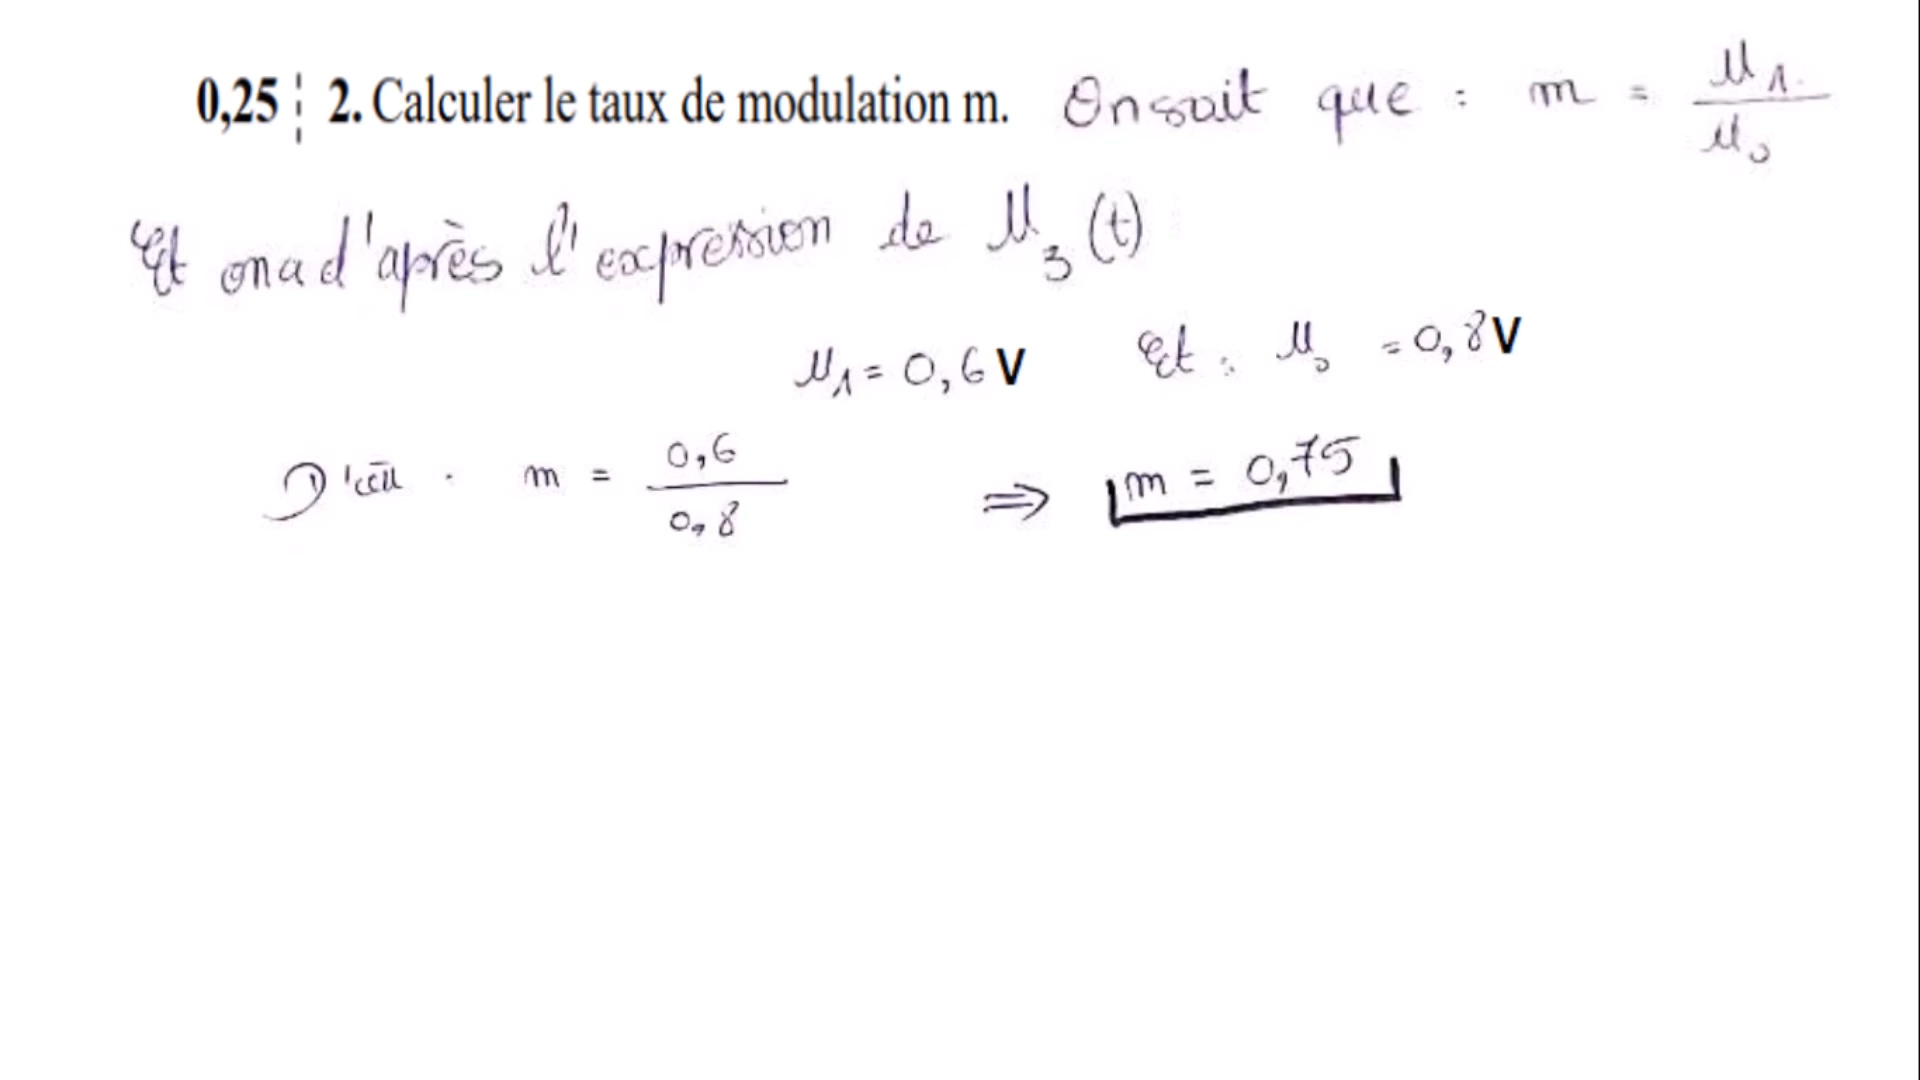 0,25 2. Calculer le taux de modulation m. On sait que : m = U1 / U0
Et on a d'après l'expression de U3(t)
U1 = 0,6 V Et : U0 = 0,8 V
D'où . m = 0,6 / 0,8 ⇒ m = 0,75